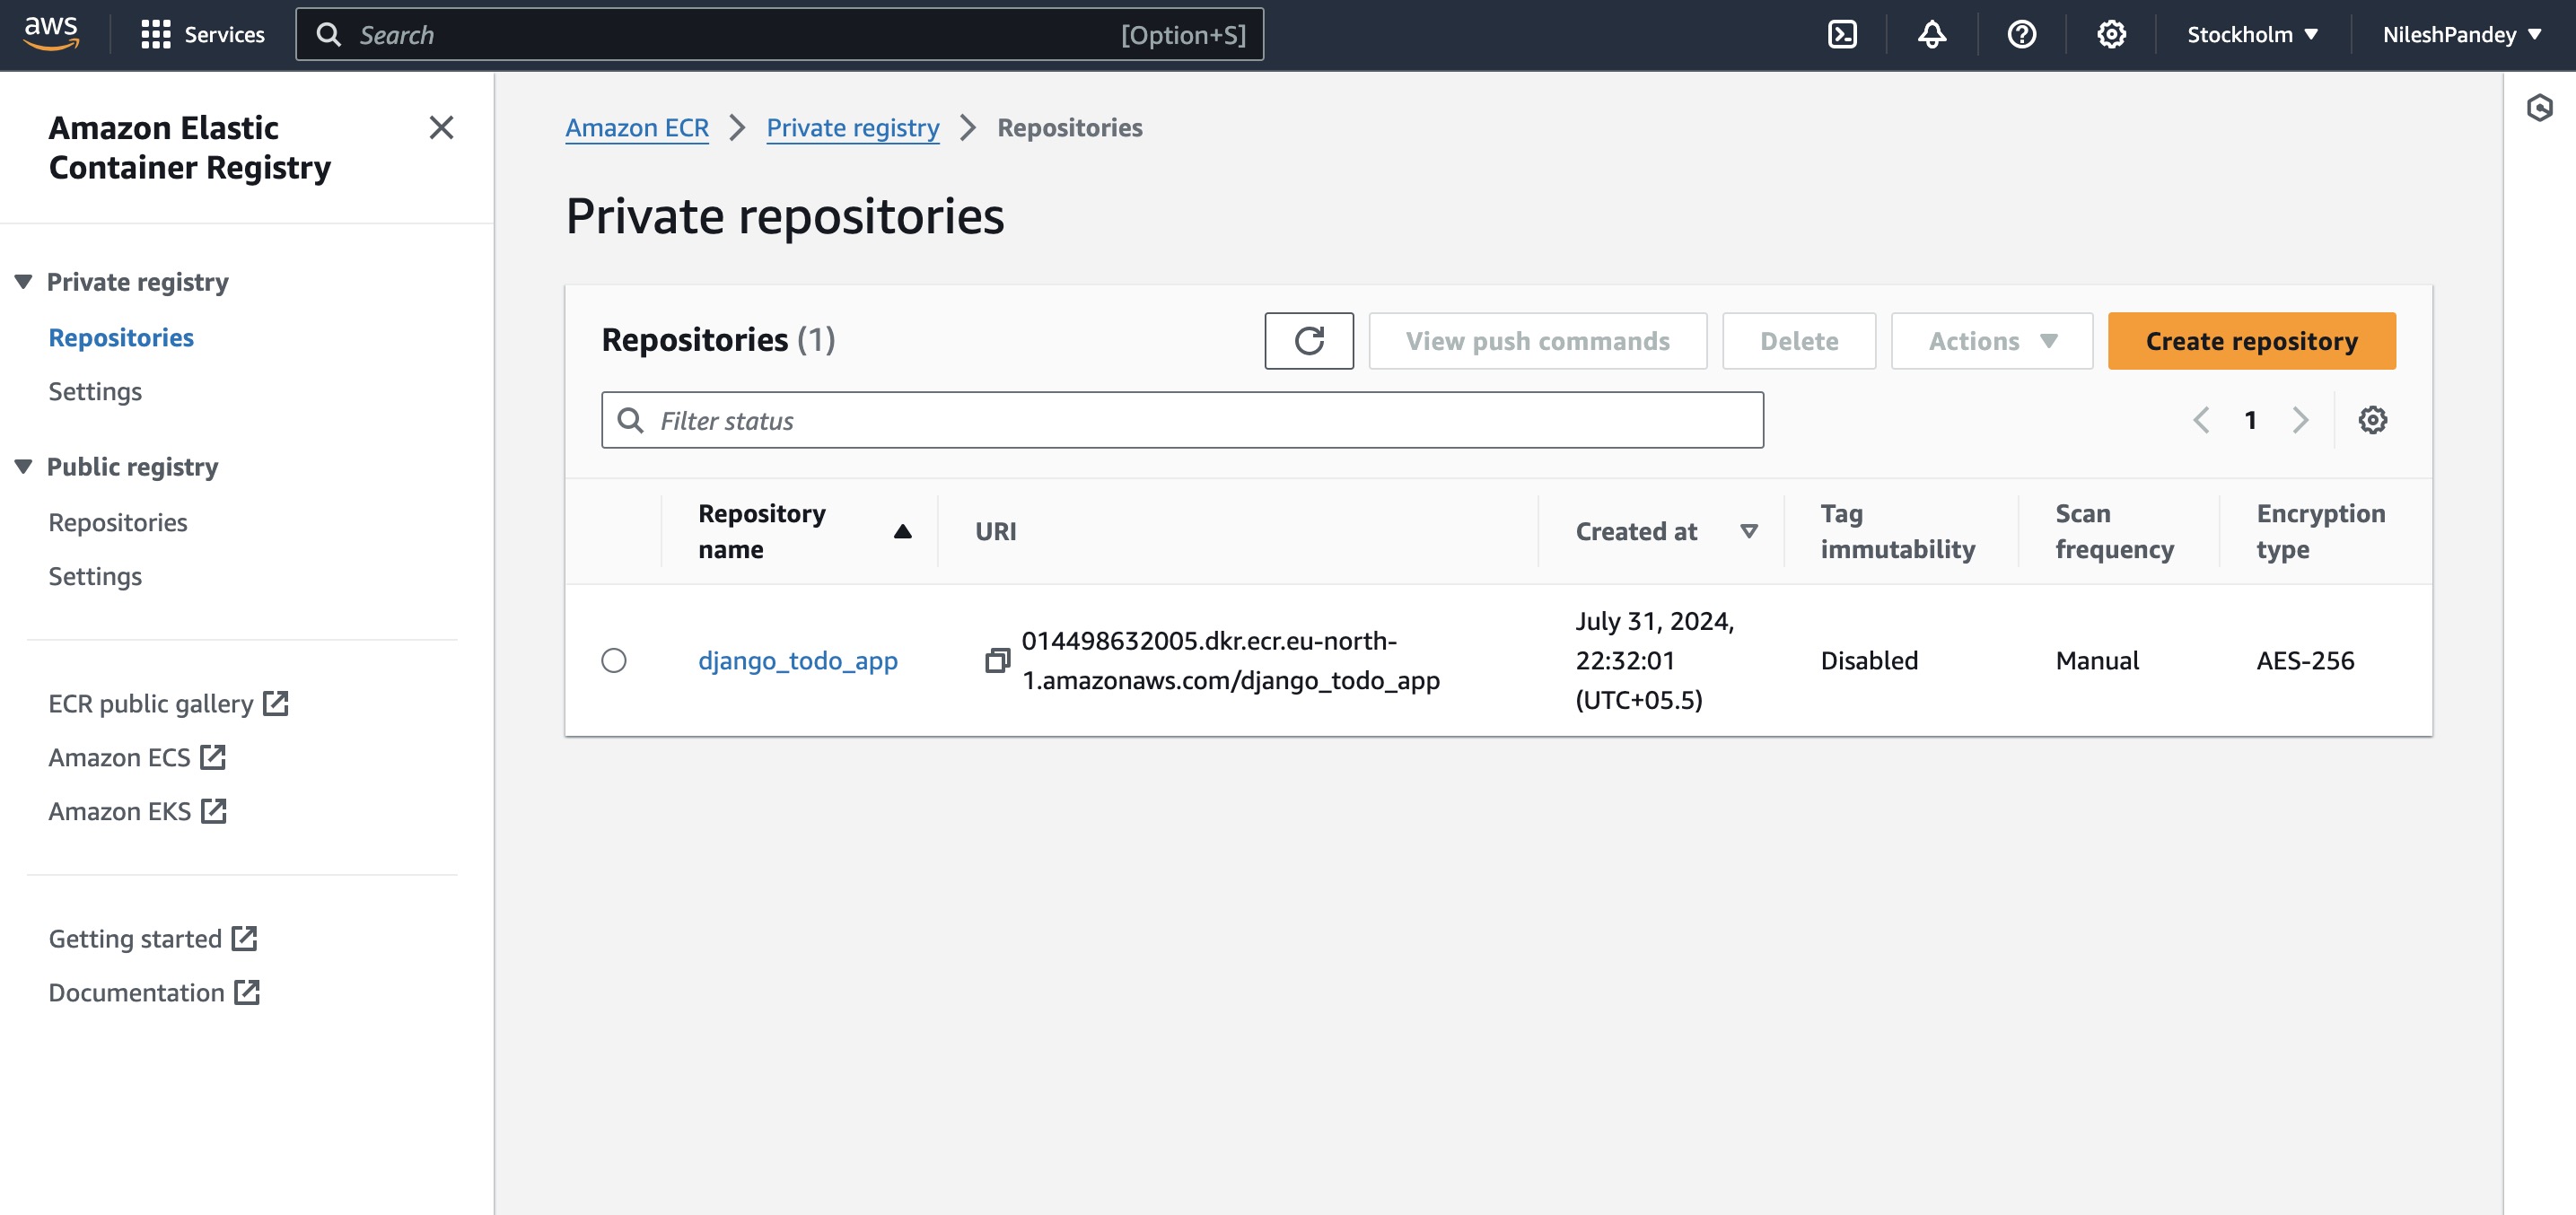 aws
Services
Search
[Option+S]
Stockholm
NileshPandey
Amazon Elastic
Container Registry
Private registry
Repositories
Settings
Public registry
Repositories
Settings
ECR public gallery
Amazon ECS
Amazon EKS
Getting started
Documentation
Amazon ECR
Private registry
Repositories
Private repositories
Repositories (1)
View push commands
Delete
Actions
Create repository
Filter status
1
Repository
name
URI
Created at
Tag
immutability
Scan
frequency
Encryption
type
django_todo_app
014498632005.dkr.ecr.eu-north-
1.amazonaws.com/django_todo_app
July 31, 2024,
22:32:01
(UTC+05.5)
Disabled
Manual
AES-256